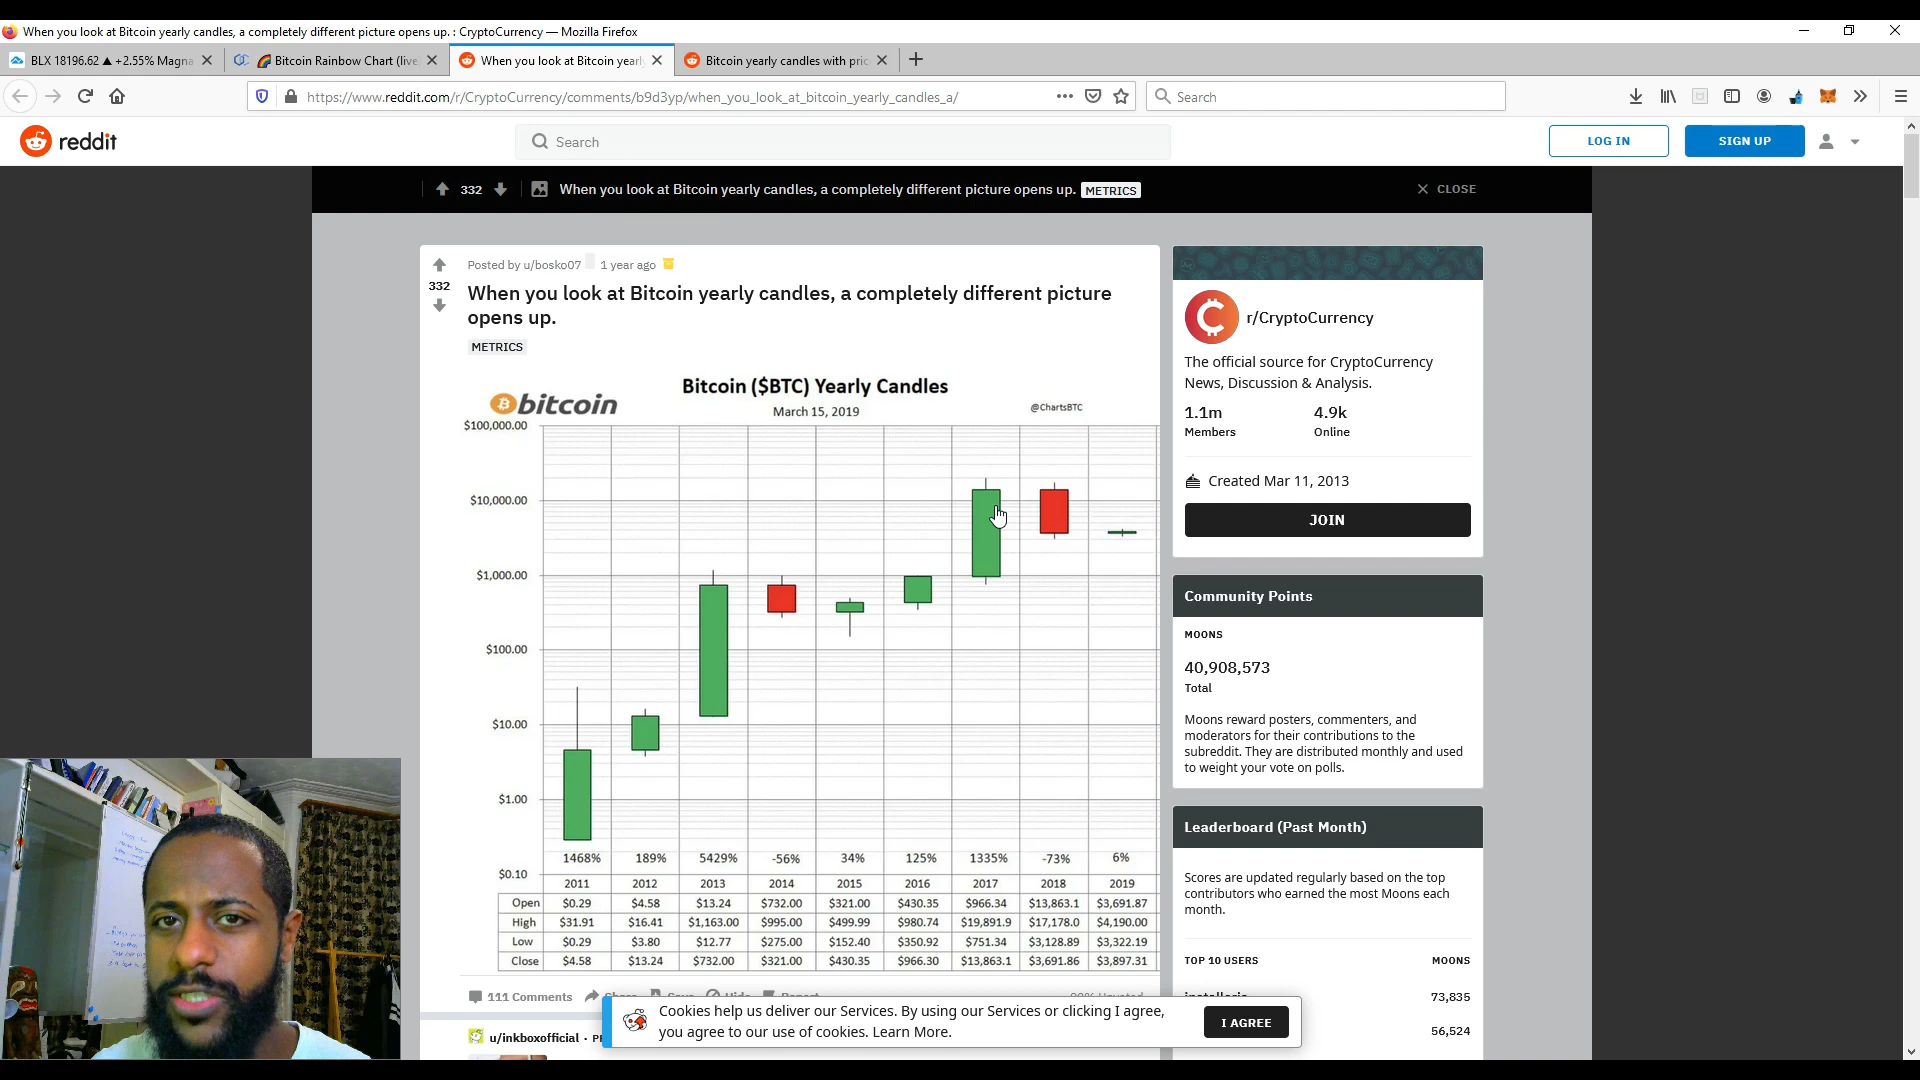 When you look at Bitcoin yearly candles, a completely different picture opens up. : CryptoCurrency — Mozilla Firefox
BLX 18196.62 ▲ +2.55% Magna
Bitcoin Rainbow Chart (live
When you look at Bitcoin yearl
Bitcoin yearly candles with pric
https://www.reddit.com/r/CryptoCurrency/comments/b9d3yp/when_you_look_at_bitcoin_yearly_candles_a/
Search
reddit
Search
LOG IN
SIGN UP
332
When you look at Bitcoin yearly candles, a completely different picture opens up. METRICS
CLOSE
Posted by u/bosko07 1 year ago
332
When you look at Bitcoin yearly candles, a completely different picture
opens up.
METRICS
Bitcoin ($BTC) Yearly Candles
bitcoin
March 15, 2019
@ChartsBTC
$100,000.00
$10,000.00
$1,000.00
$100.00
$10.00
$1.00
$0.10
1468% 189% 5429% -56% 34% 125% 1335% -73% 6%
2011 2012 2013 2014 2015 2016 2017 2018 2019
Open $0.29 $4.58 $13.24 $732.00 $321.00 $430.35 $966.34 $13,863.1 $3,691.87
High $31.91 $16.41 $1,163.00 $995.00 $499.99 $980.74 $19,891.9 $17,178.0 $4,190.00
Low $0.29 $3.80 $12.77 $275.00 $152.40 $350.92 $751.34 $3,128.89 $3,322.19
Close $4.58 $13.24 $732.00 $321.00 $430.35 $966.30 $13,863.1 $3,691.86 $3,897.31
111 Comments Share Save Hide Report
u/inkboxofficial
r/CryptoCurrency
The official source for CryptoCurrency
News, Discussion & Analysis.
1.1m 4.9k
Members Online
Created Mar 11, 2013
JOIN
Community Points
MOONS
40,908,573
Total
Moons reward posters, commenters, and
moderators for their contributions to the
subreddit. They are distributed monthly and used
to weight your vote on polls.
Leaderboard (Past Month)
Scores are updated regularly based on the top
contributors who earned the most Moons each
month.
TOP 10 USERS MOONS
73,835
56,524
Cookies help us deliver our Services. By using our Services or clicking I agree,
you agree to our use of cookies. Learn More.
I AGREE